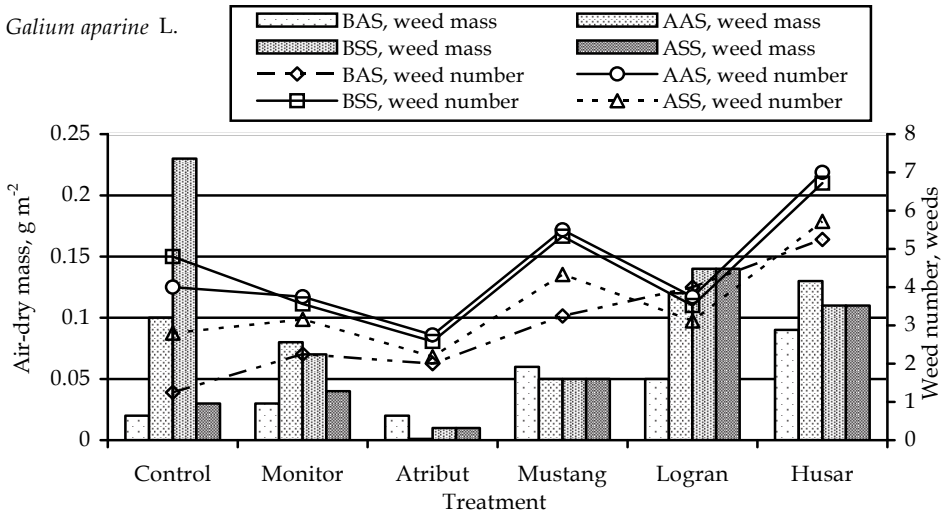 Galium aparine L.
BAS, weed mass AAS, weed mass
BSS, weed mass ASS, weed mass
BAS, weed number AAS, weed number
BSS, weed number ASS, weed number
0.25 8
7
0.2
6
0.15 5
4
0.1
3
2
0.05
1
0 0
Air-dry mass, g m-2
Weed number, weeds
Control Monitor Atribut Mustang Logran Husar
Treatment